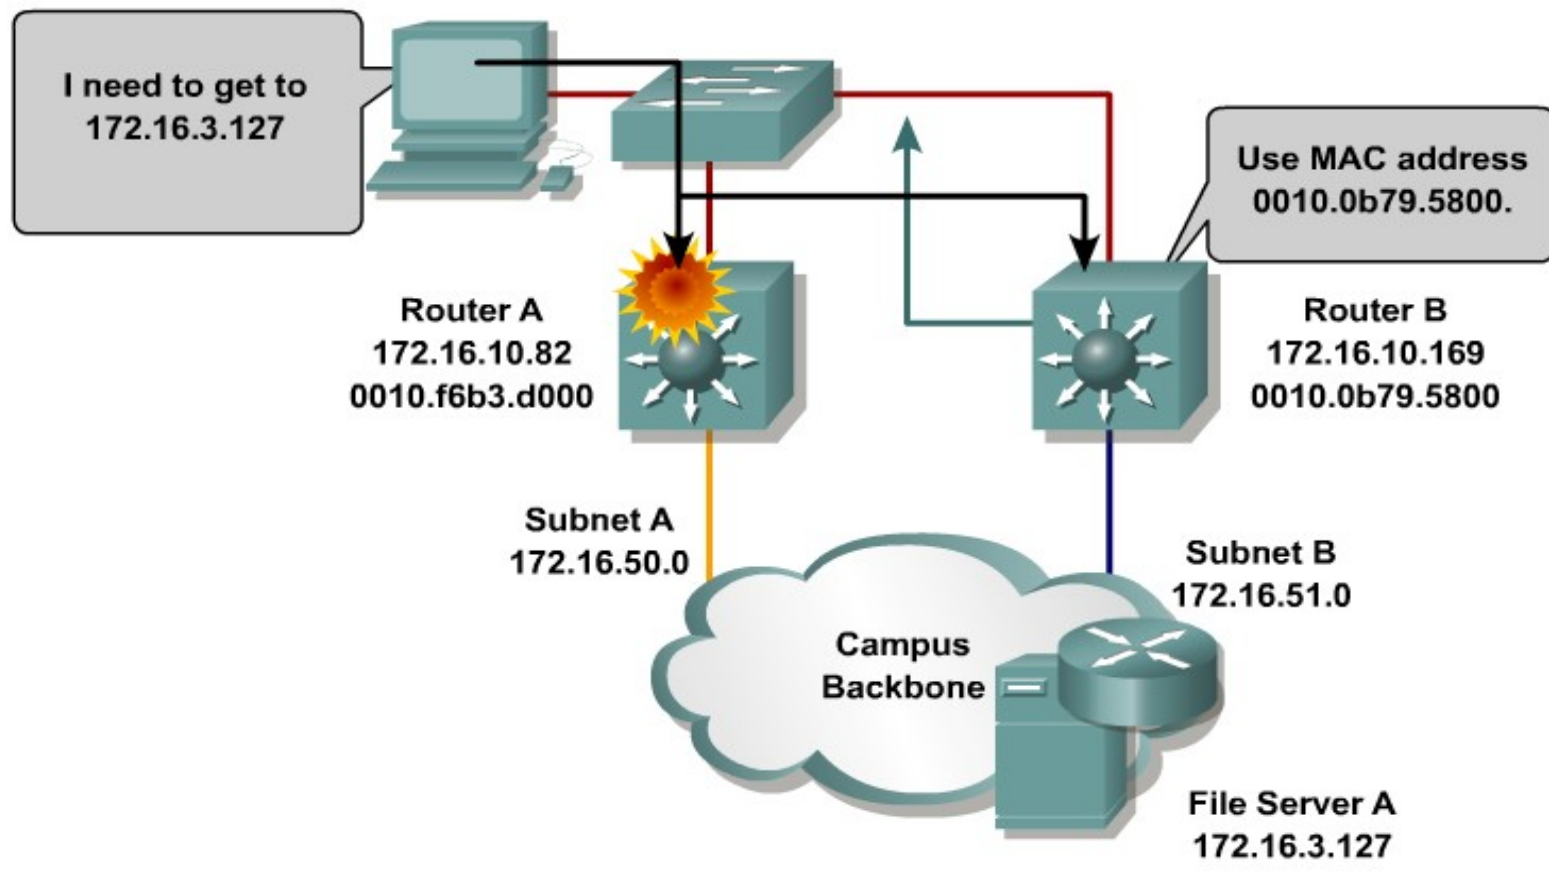 I need to get to
172.16.3.127
Use MAC address
0010.0b79.5800.
Router A
172.16.10.82
0010.f6b3.d000
Router B
172.16.10.169
0010.0b79.5800
Subnet A
172.16.50.0
Subnet B
172.16.51.0
Campus
Backbone
File Server A
172.16.3.127